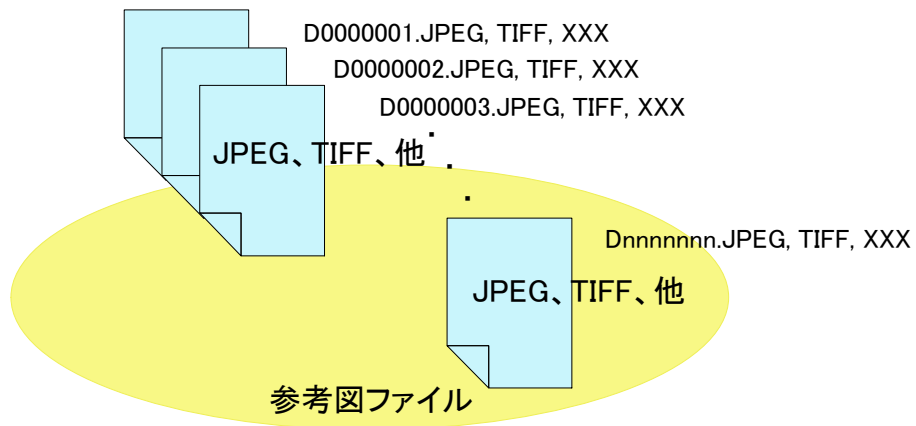 D0000001.JPEG, TIFF, XXX
D0000002.JPEG, TIFF, XXX
D0000003.JPEG, TIFF, XXX
JPEG、TIFF、他
Dnnnnnnn.JPEG, TIFF, XXX
JPEG、TIFF、他
参考図ファイル